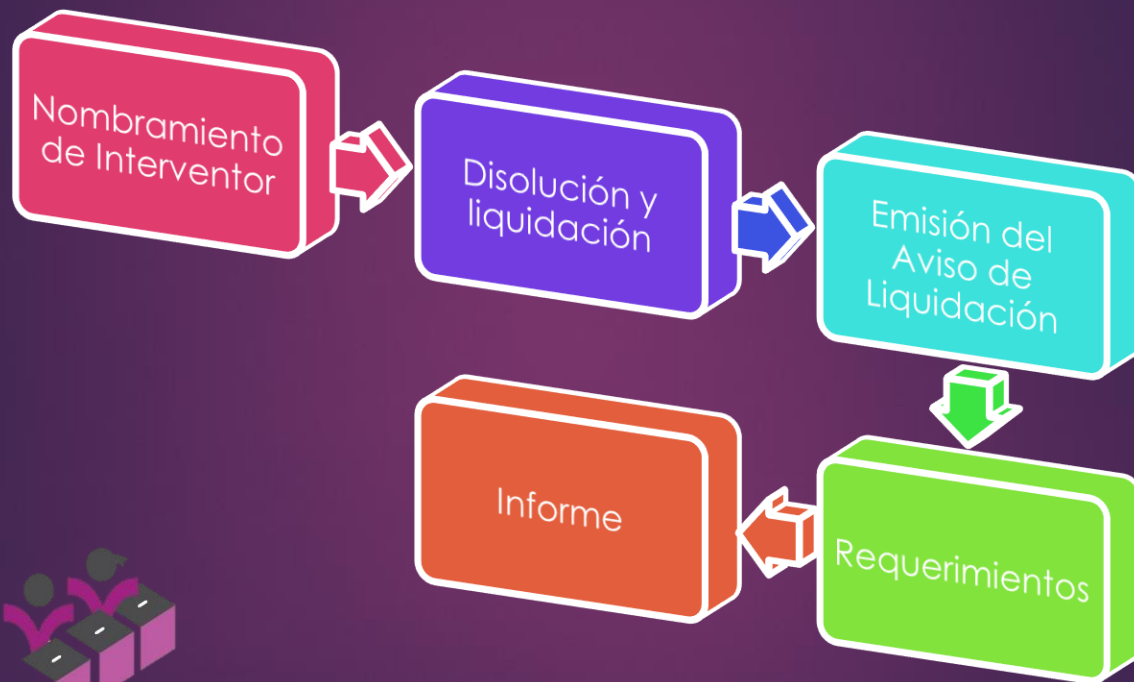 Nombramiento
de Interventor
Disolución y
liquidación
Emisión del
Aviso de
Liquidación
Requerimientos
Informe